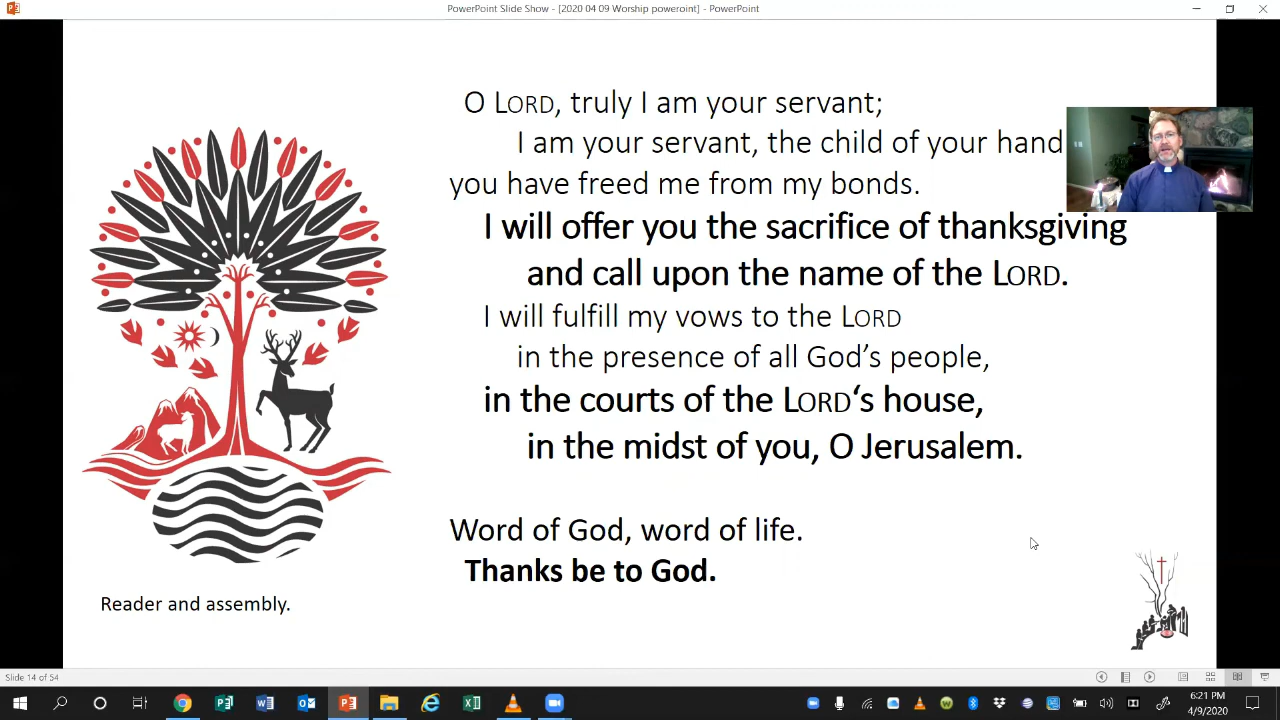 PowerPoint Slide Show - [2020 04 09 Worship poweroint] - PowerPoint
O LORD, truly I am your servant;
I am your servant, the child of your hand
you have freed me from my bonds.
I will offer you the sacrifice of thanksgiving
and call upon the name of the LORD.
I will fulfill my vows to the LORD
in the presence of all God's people,
in the courts of the LORD‘s house,
in the midst of you, O Jerusalem.
Word of God, word of life.
Thanks be to God.
Reader and assembly.
Slide 14 of 54
6:21 PM
4/9/2020